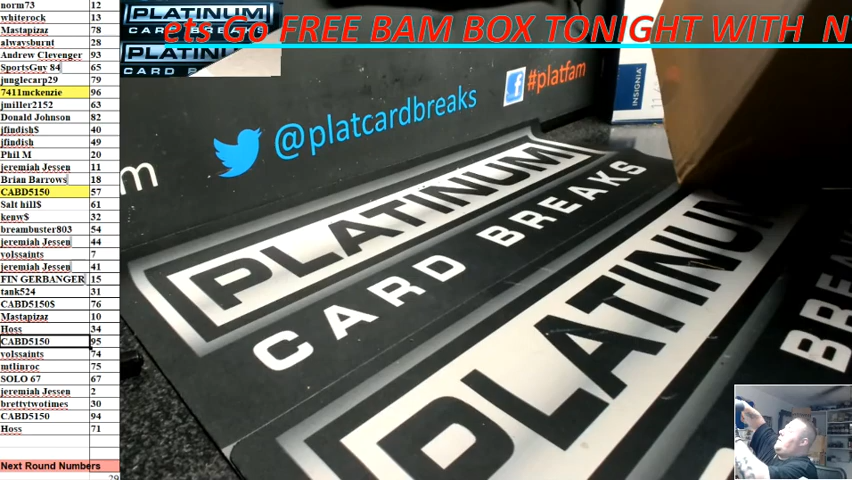 norm73 12
whiterock 13
Mastapizaz 78
alwaysburnt 28
Andrew Clevenger 93
SportsGuy 84 65
junglecarp29 79
7411mckenzie 96
jmiller2152 63
Donald Johnson 82
jfindish$ 40
jfindish 49
Phil M 20
jeremiah Jessen 11
Brian Barrows 18
CABD5150 57
Salt hill$ 61
kenw$ 32
breambuster803 54
jeremiah Jessen 44
yolssaints 7
jeremiah Jessen 41
FIN GERBANGER 15
tank524 31
CABD5150$ 76
Mastapizaz 10
Hoss 34
CABD5150 95
yolssaints 74
mtlinroc 75
SOLO 67 67
jeremiah Jessen 2
brettytwotimes 30
CABD5150 94
Hoss 71
Next Round Numbers
29
PLATINUM
CARD BREAKS
PLATINU
CARD
ets Go FREE BAM BOX TONIGHT WITH N
@platcardbreaks
#platfam
INSIGNIA
m
PLATINUM
CARD BREAKS
PLATINUM
BREA